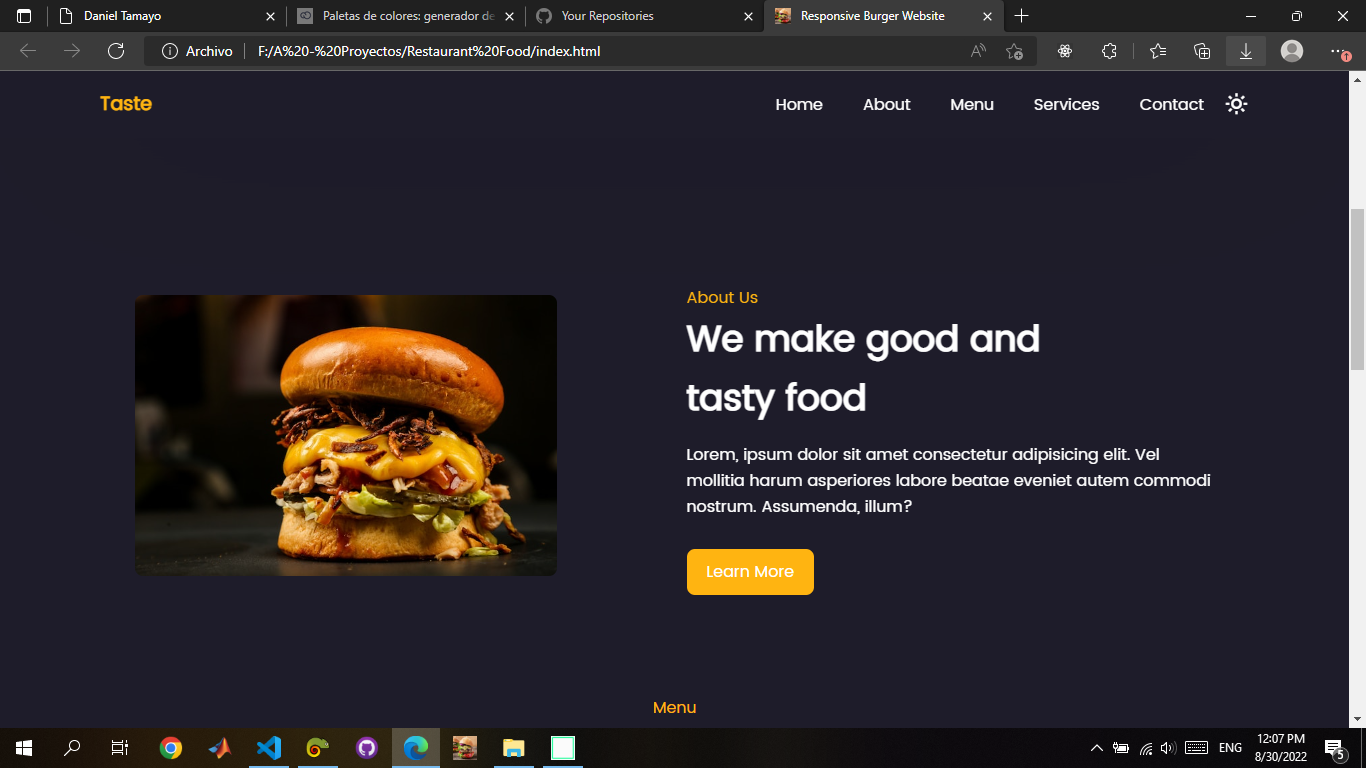 Daniel Tamayo
Paletas de colores: generador de
Your Repositories
Responsive Burger Website
Archivo
F:/A%20-%20Proyectos/Restaurant%20Food/index.html
Taste
Home
About
Menu
Services
Contact
About Us
We make good and
tasty food
Lorem, ipsum dolor sit amet consectetur adipisicing elit. Vel
mollitia harum asperiores labore beatae eveniet autem commodi
nostrum. Assumenda, illum?
Learn More
Menu
ENG
12:07 PM
8/30/2022
5